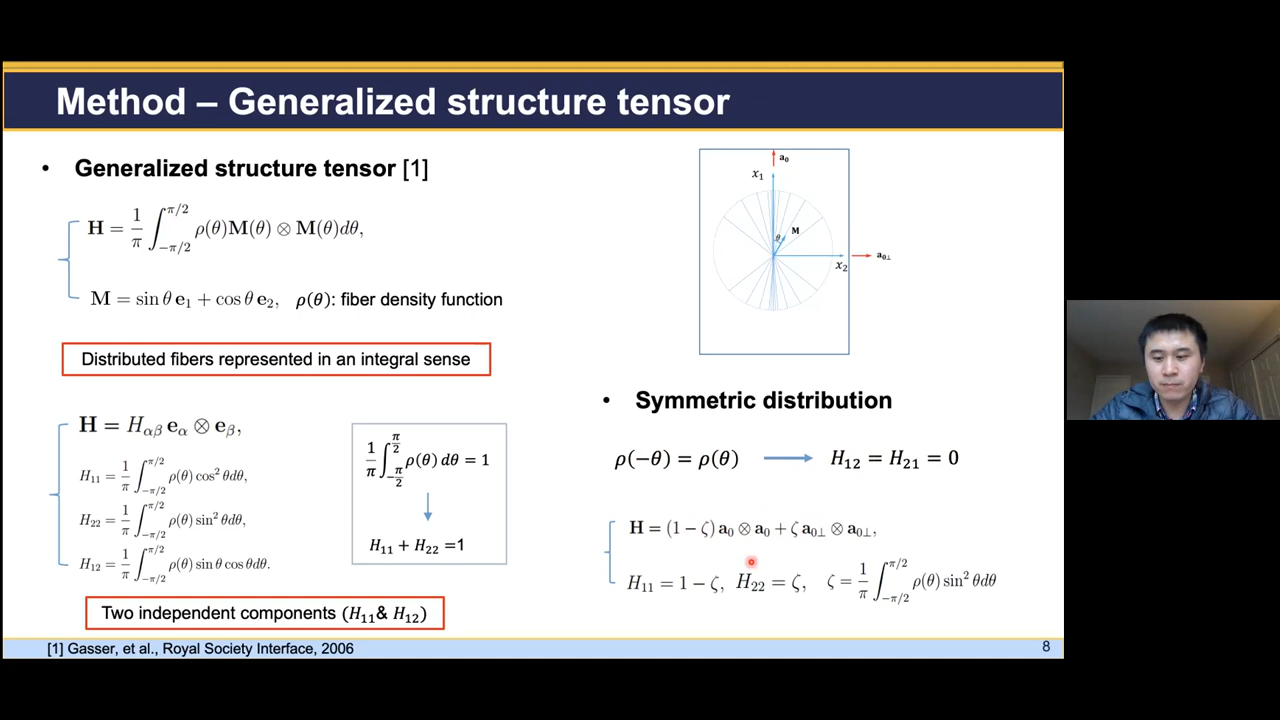 Method – Generalized structure tensor
• Generalized structure tensor [1]
H = 1/π ∫_{−π/2}^{π/2} ρ(θ)M(θ) ⊗ M(θ)dθ,
M = sin θ e₁ + cos θ e₂, ρ(θ): fiber density function
Distributed fibers represented in an integral sense
H = H_{αβ} e_α ⊗ e_β,
H₁₁ = 1/π ∫_{−π/2}^{π/2} ρ(θ) cos² θdθ,
H₂₂ = 1/π ∫_{−π/2}^{π/2} ρ(θ) sin² θdθ,
H₁₂ = 1/π ∫_{−π/2}^{π/2} ρ(θ) sin θ cos θdθ.
1/π ∫_{−π/2}^{π/2} ρ(θ) dθ = 1
H₁₁ + H₂₂ =1
Two independent components (H₁₁& H₁₂)
a₀
x₁
M
θ
x₂
a₀⊥
• Symmetric distribution
ρ(−θ) = ρ(θ) → H₁₂ = H₂₁ = 0
H = (1 − ζ) a₀ ⊗ a₀ + ζ a₀⊥ ⊗ a₀⊥,
H₁₁ = 1 − ζ, H₂₂ = ζ, ζ = 1/π ∫_{−π/2}^{π/2} ρ(θ) sin² θdθ
[1] Gasser, et al., Royal Society Interface, 2006
8